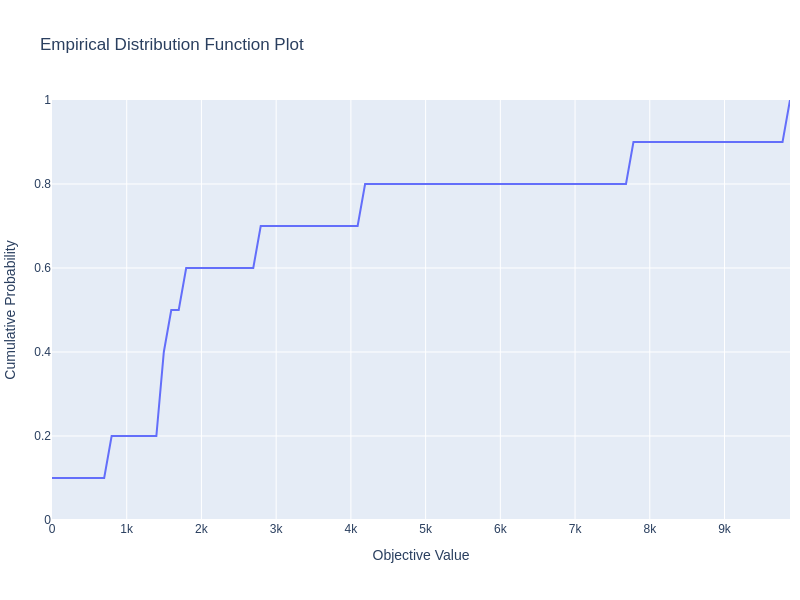 Empirical Distribution Function Plot
1
0.8
0.6
0.4
0.2
0
Cumulative Probability
0 1k 2k 3k 4k 5k 6k 7k 8k 9k
Objective Value